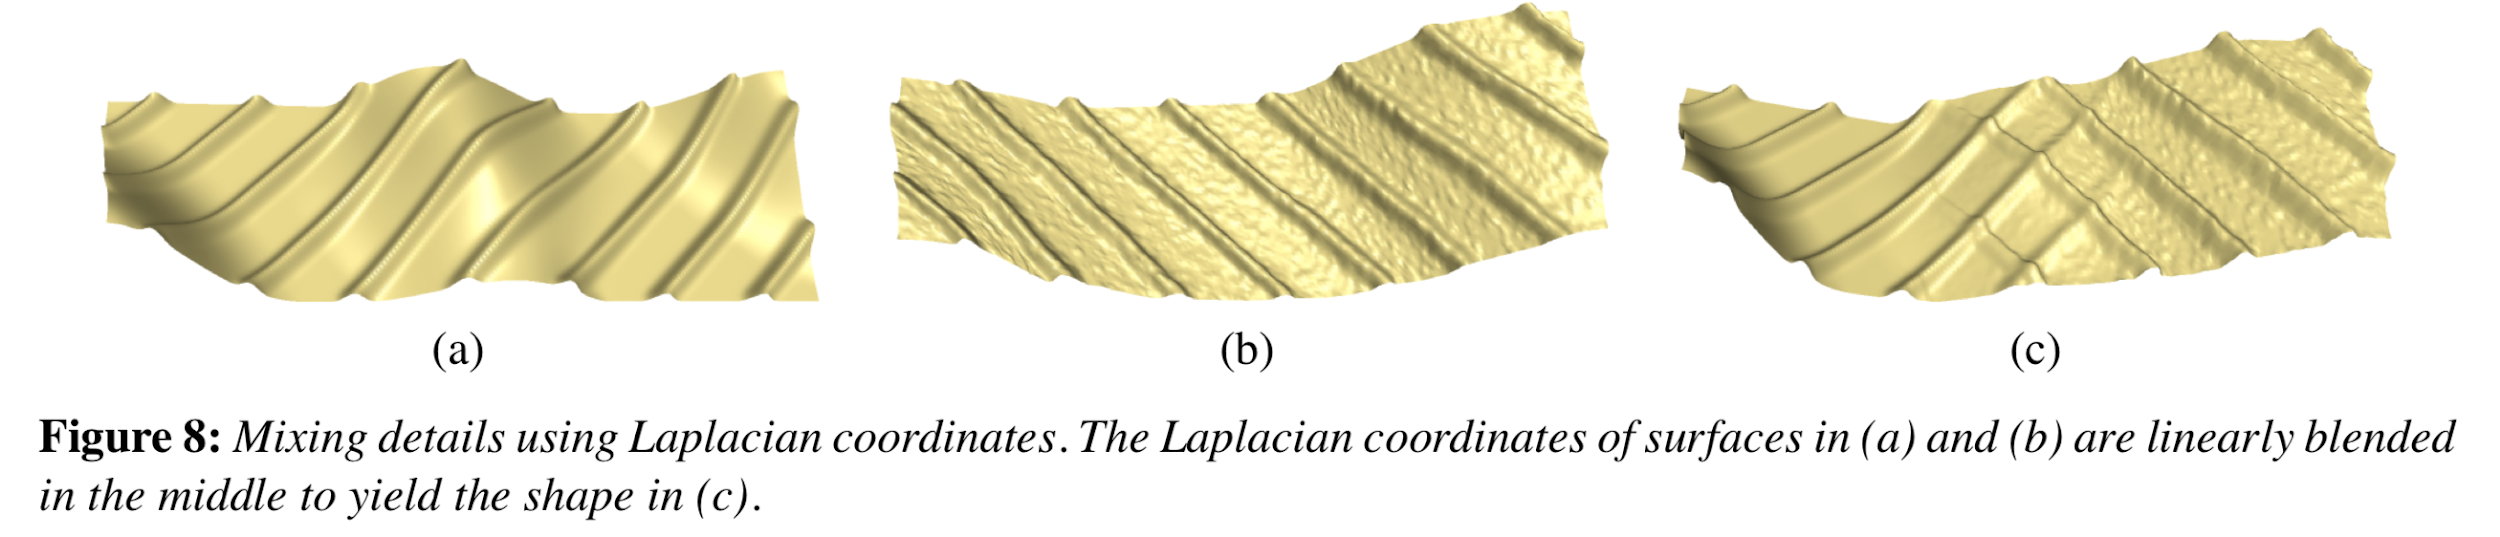 (a) (b) (c)
Figure 8: Mixing details using Laplacian coordinates. The Laplacian coordinates of surfaces in (a) and (b) are linearly blended
in the middle to yield the shape in (c).